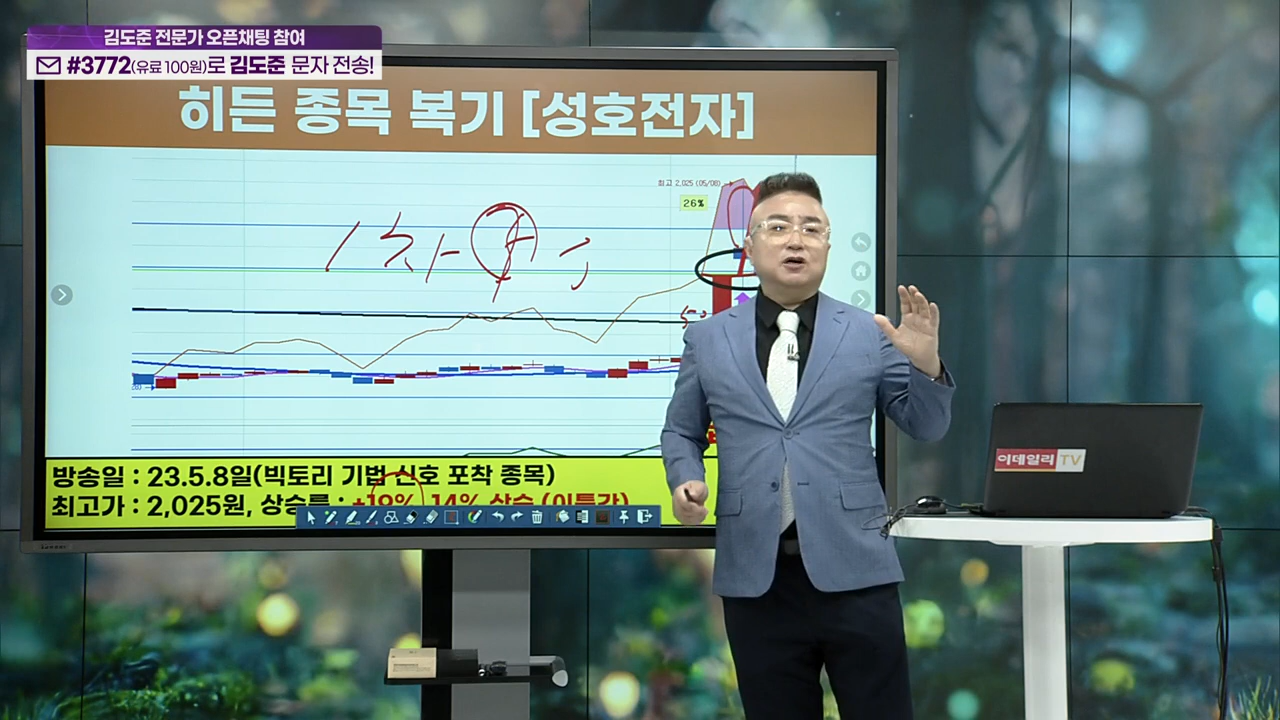 김도준 전문가 오픈채팅 참여
#3772(유료 100원)로 김도준 문자 전송!
히든 종목 복기 [성호전자]
최고 2,025 (05/08)
26%
방송일 : 23.5.8일(빅토리 기법 신호 포착 종목)
최고가 : 2,025원, 상승률 : +19%, 14% 상승 (이틀간)
이데일리 TV